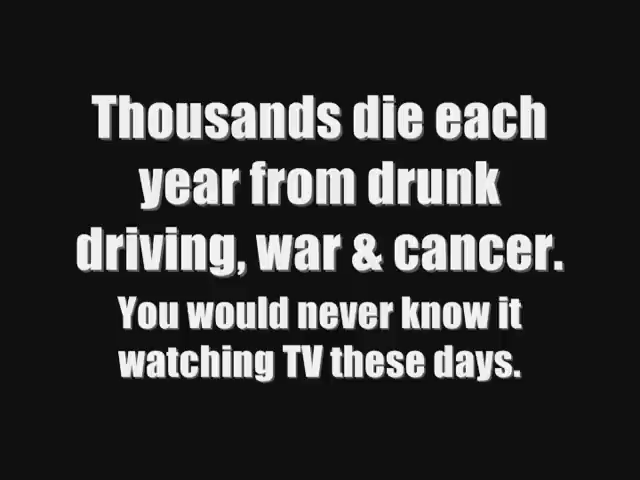 Thousands die each
year from drunk
driving, war & cancer.
You would never know it
watching TV these days.